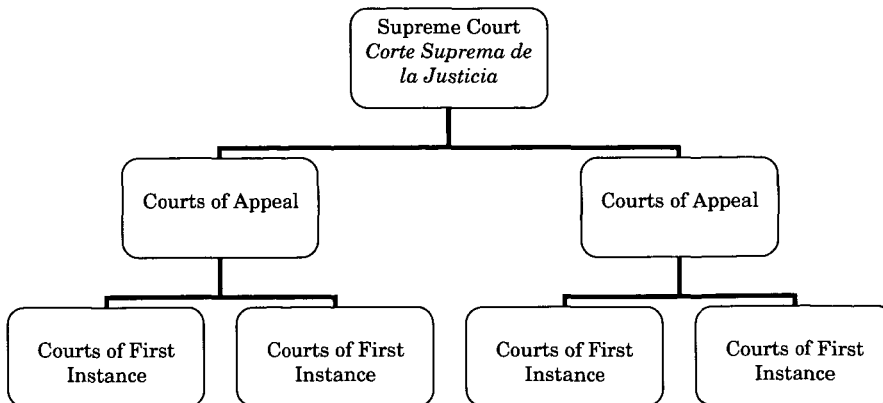 Supreme Court
Corte Suprema de
la Justicia
Courts of Appeal
Courts of Appeal
Courts of First
Instance
Courts of First
Instance
Courts of First
Instance
Courts of First
Instance